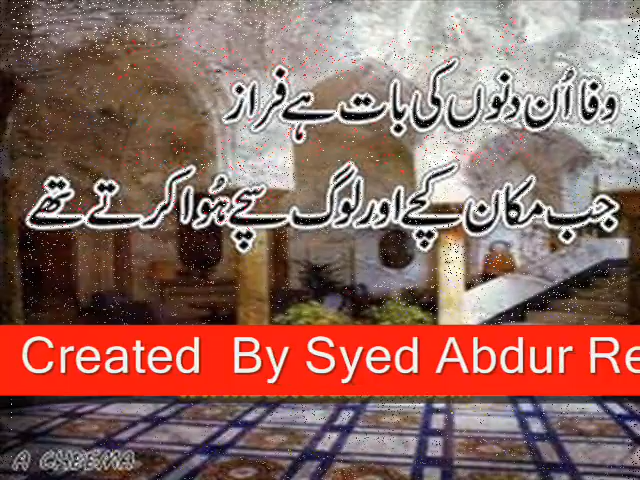 وفا اُن دنوں کی بات ہے فراز
جب مکان کچے اور لوگ سچے ہُوا کرتے تھے
Created By Syed Abdur Re
A CHEEMA